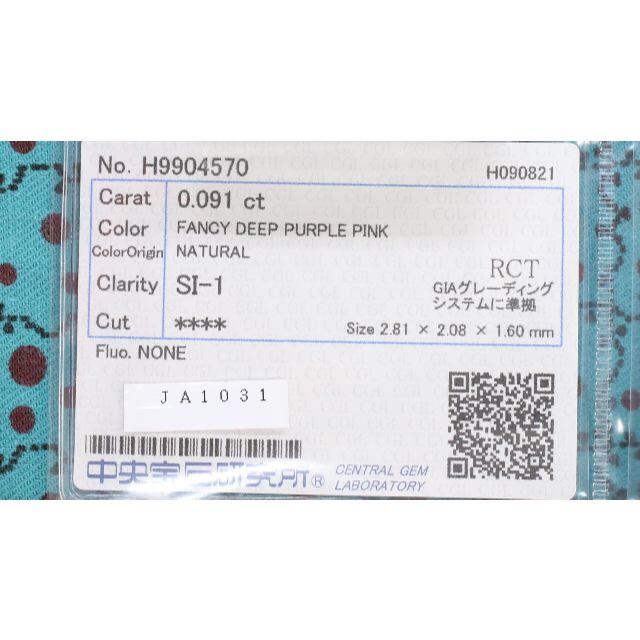 No. H9904570 H090821
Carat 0.091 ct
Color FANCY DEEP PURPLE PINK
ColorOrigin NATURAL
Clarity SI-1
RCT
GIAグレーディング
システムに準拠
Cut ****
Size 2.81 × 2.08 × 1.60 mm
Fluo. NONE
JA1031
中央宝石研究所®
CENTRAL GEM
LABORATORY